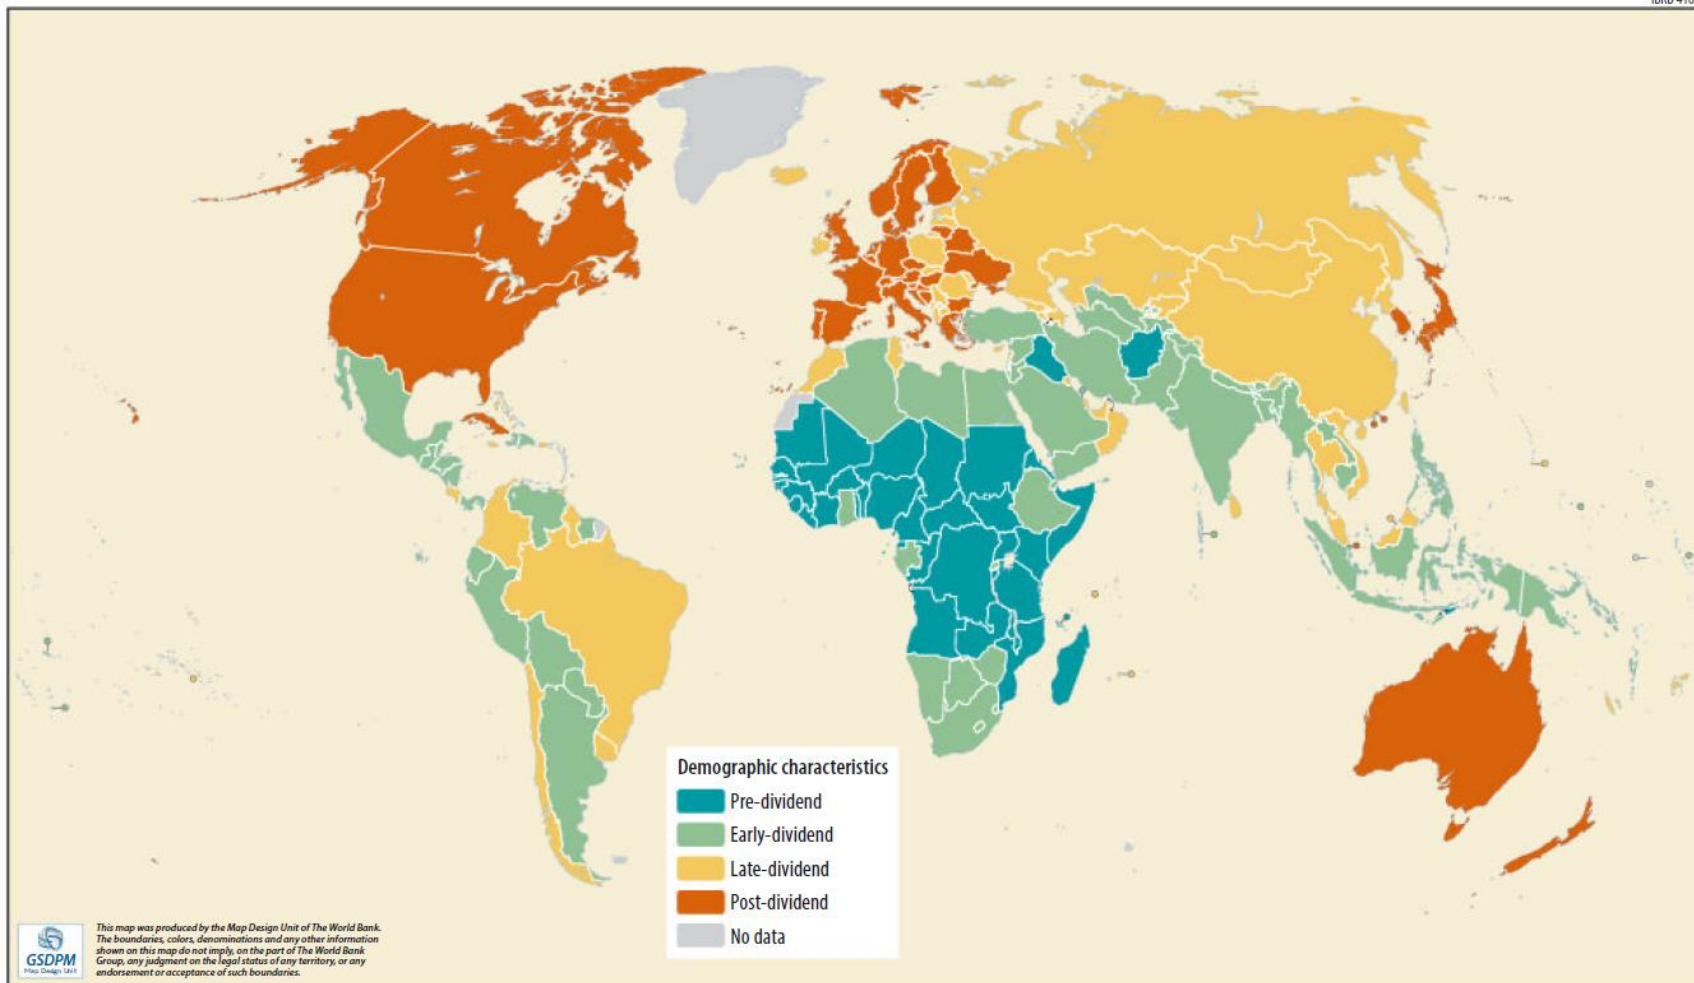 Demographic characteristics
Pre-dividend
Early-dividend
Late-dividend
Post-dividend
No data
GSDPM
Map Design Unit
This map was produced by the Map Design Unit of The World Bank.
The boundaries, colors, denominations and any other information
shown on this map do not imply, on the part of The World Bank
Group, any judgment on the legal status of any territory, or any
endorsement or acceptance of such boundaries.